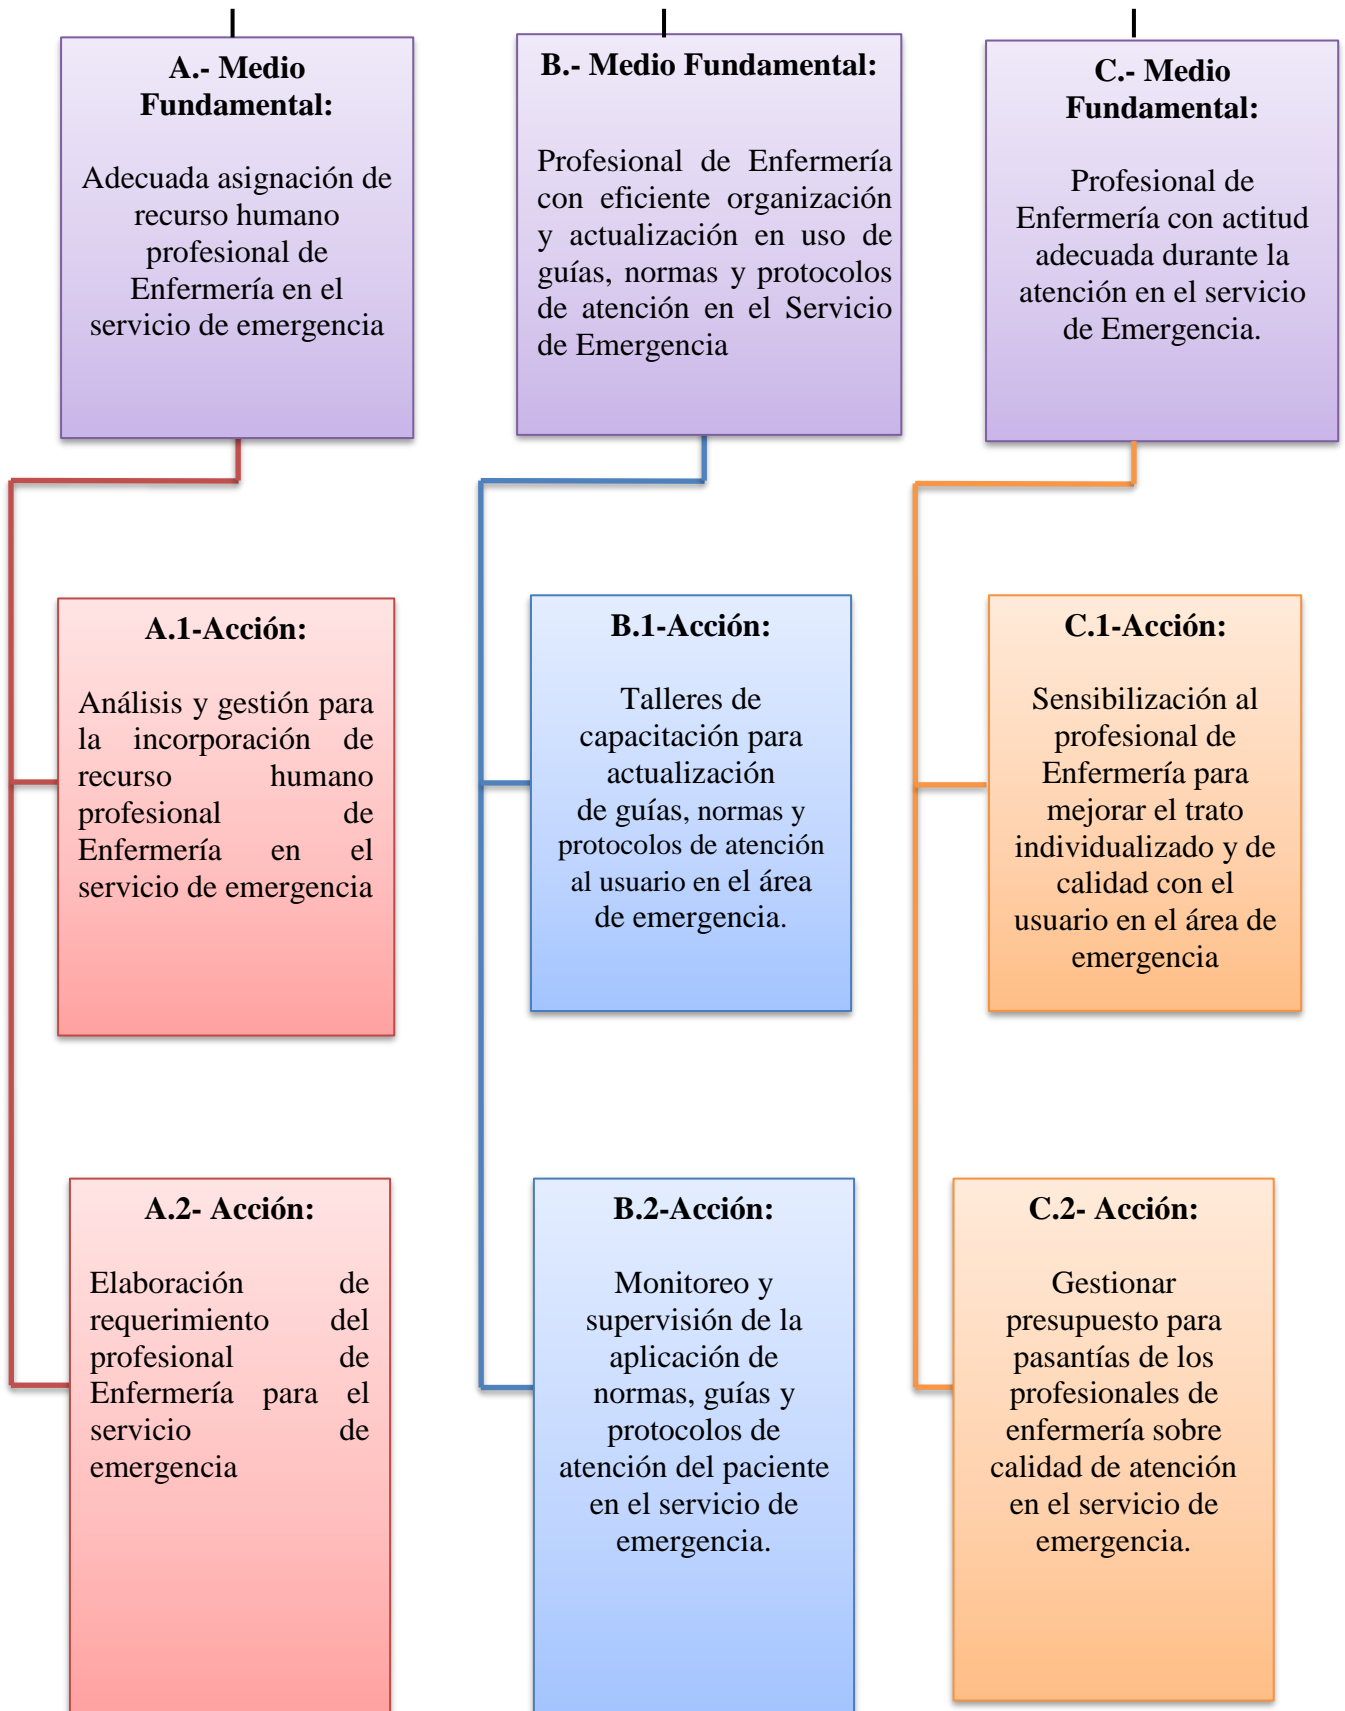 A.- Medio
Fundamental:
Adecuada asignación de
recurso humano
profesional de
Enfermería en el
servicio de emergencia
B.- Medio Fundamental:
Profesional de Enfermería
con eficiente organización
y actualización en uso de
guías, normas y protocolos
de atención en el Servicio
de Emergencia
C.- Medio
Fundamental:
Profesional de
Enfermería con actitud
adecuada durante la
atención en el servicio
de Emergencia.
A.1-Acción:
Análisis y gestión para
la incorporación de
recurso humano
profesional de
Enfermería en el
servicio de emergencia
B.1-Acción:
Talleres de
capacitación para
actualización
de guías, normas y
protocolos de atención
al usuario en el área
de emergencia.
C.1-Acción:
Sensibilización al
profesional de
Enfermería para
mejorar el trato
individualizado y de
calidad con el
usuario en el área de
emergencia
A.2- Acción:
Elaboración de
requerimiento del
profesional de
Enfermería para el
servicio de
emergencia
B.2-Acción:
Monitoreo y
supervisión de la
aplicación de
normas, guías y
protocolos de
atención del paciente
en el servicio de
emergencia.
C.2- Acción:
Gestionar
presupuesto para
pasantías de los
profesionales de
enfermería sobre
calidad de atención
en el servicio de
emergencia.